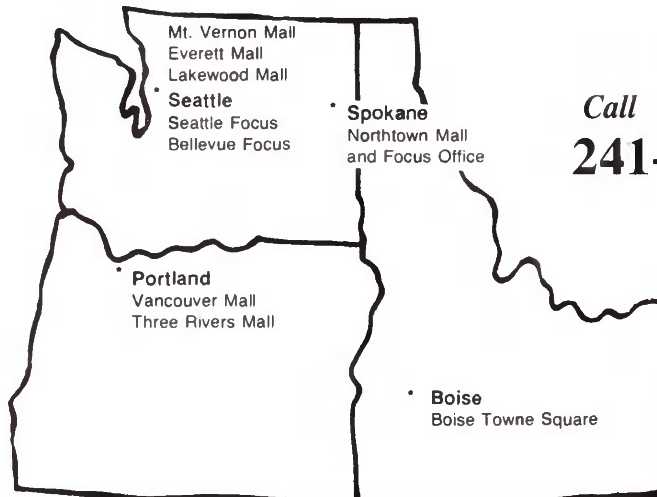 Mt. Vernon Mall
Everett Mall
Lakewood Mall
* Seattle
Seattle Focus
Bellevue Focus
* Spokane
Northtown Mall
and Focus Office
Call
241-
* Portland
Vancouver Mall
Three Rivers Mall
* Boise
Boise Towne Square